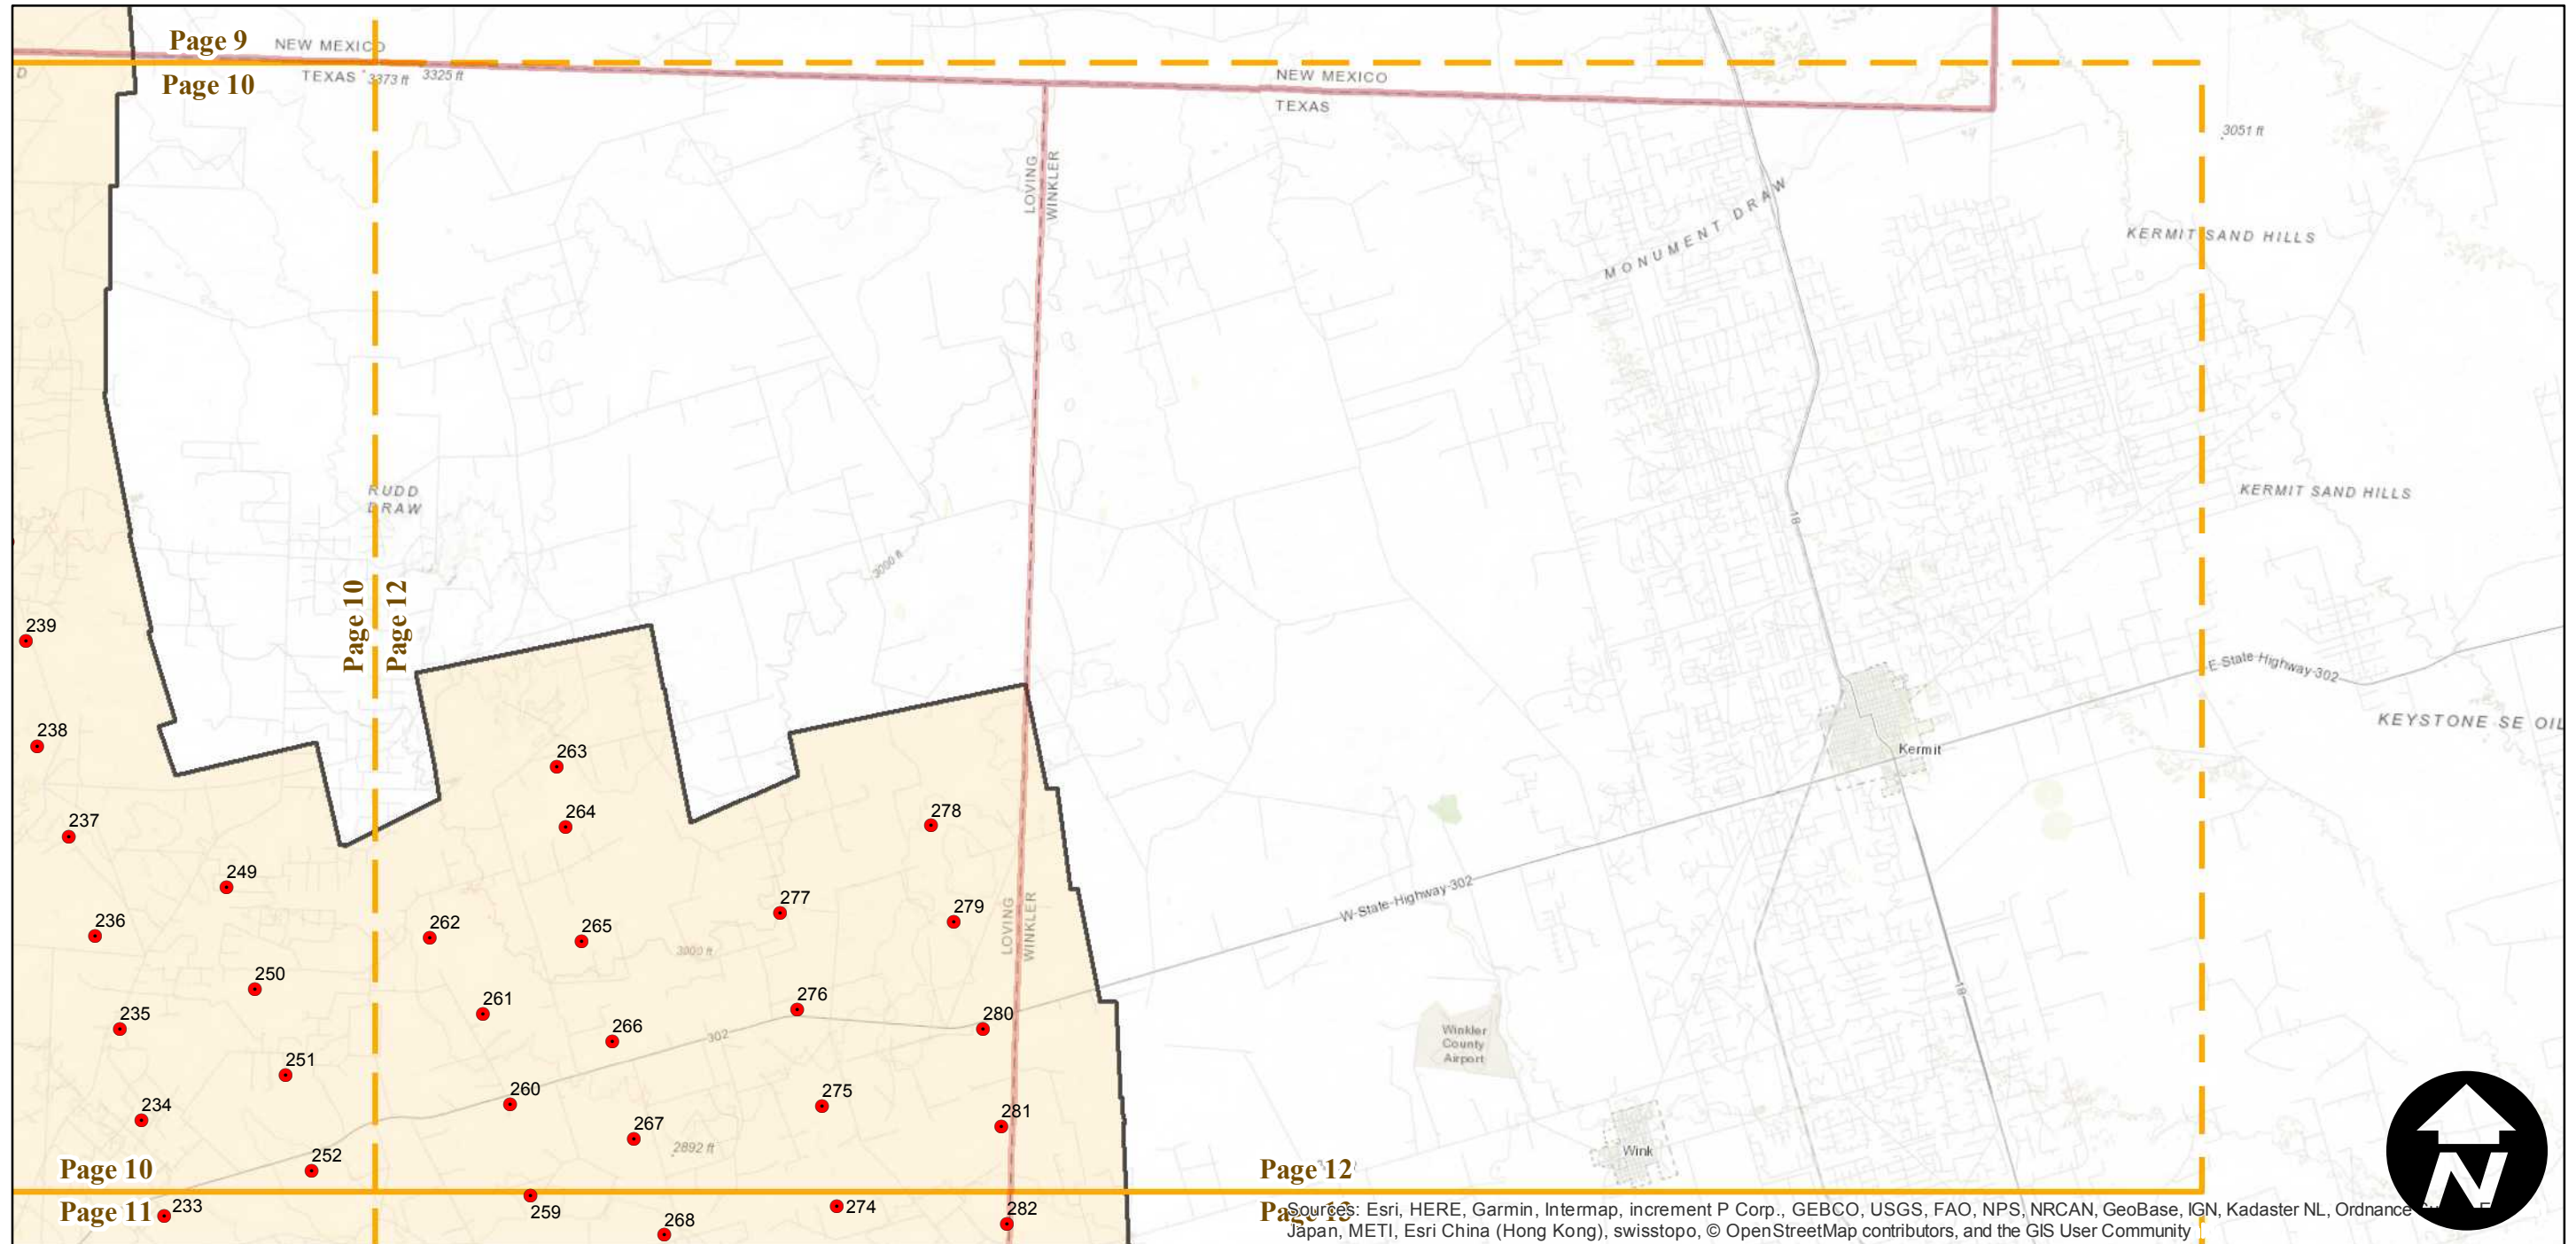 Page 9
NEW MEXICO
Page 10
TEXAS
3373 ft
3325 ft
D
NEW MEXICO
TEXAS
3051 ft
LOVING
WINKLER
MONUMENT DRAW
KERMIT SAND HILLS
RUDD
DRAW
KERMIT SAND HILLS
18
3000 ft
Page 10
Page 12
239
E State Highway 302
238
KEYSTONE SE OIL
263
Kermit
237
264
278
249
W State Highway 302
236
262
265
277
279
3000 ft
LOVING
WINKLER
250
261
276
18
235
266
302
280
Winkler
County
Airport
251
260
275
234
267
281
2892 ft
Wink
252
Page 10
Page 12
Page 11
233
259
268
274
282
Page 13
Sources: Esri, HERE, Garmin, Intermap, increment P Corp., GEBCO, USGS, FAO, NPS, NRCAN, GeoBase, IGN, Kadaster NL, Ordnance
Japan, METI, Esri China (Hong Kong), swisstopo, © OpenStreetMap contributors, and the GIS User Community
N